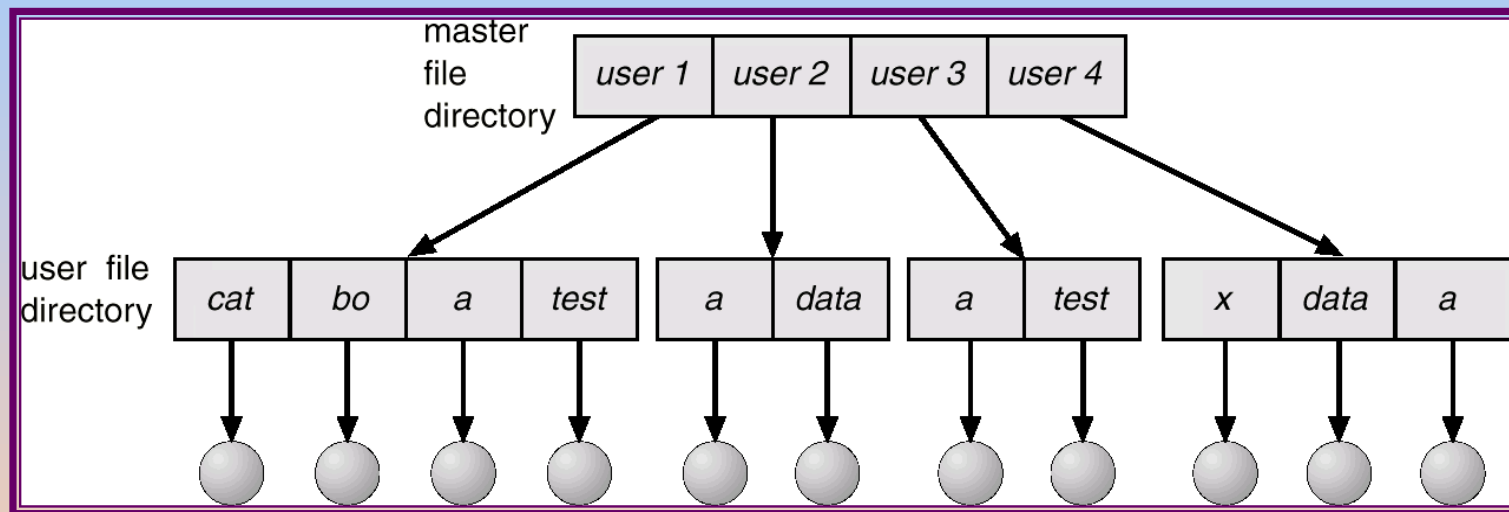 master
file
directory
user 1 user 2 user 3 user 4
user file
directory
cat bo a test a data a test x data a